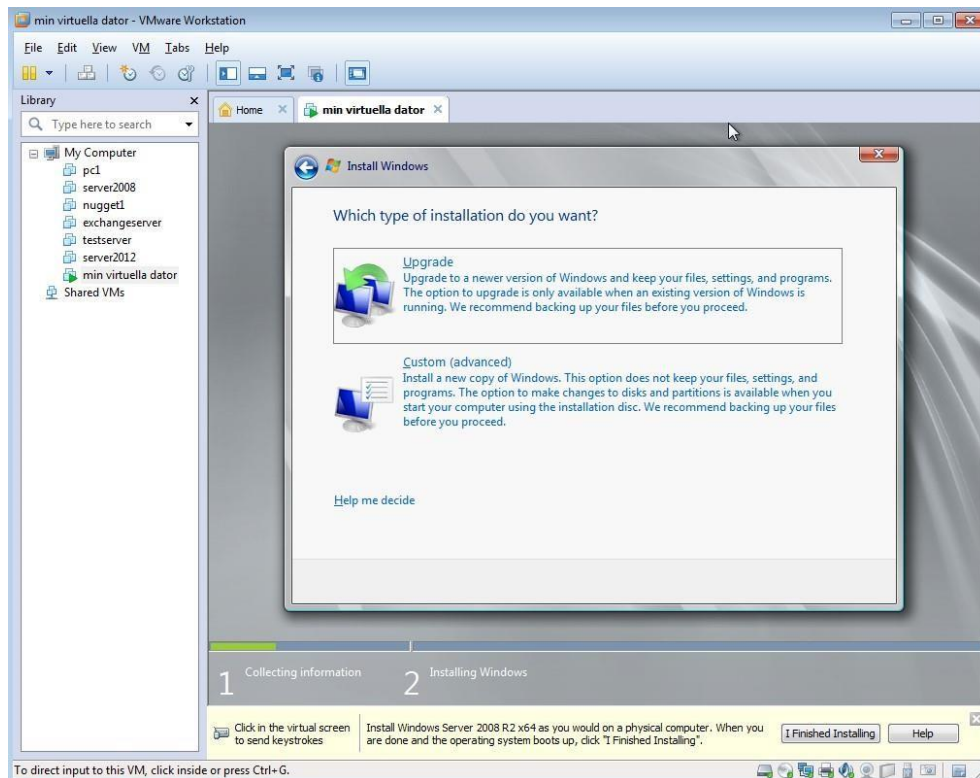 min virtuella dator - VMware Workstation
File Edit View VM Tabs Help
Library
Type here to search
My Computer
pc1
server2008
nugget1
exchangeserver
testserver
server2012
min virtuella dator
Shared VMs
Home
min virtuella dator
Install Windows
Which type of installation do you want?
Upgrade
Upgrade to a newer version of Windows and keep your files, settings, and programs.
The option to upgrade is only available when an existing version of Windows is
running. We recommend backing up your files before you proceed.
Custom (advanced)
Install a new copy of Windows. This option does not keep your files, settings, and
programs. The option to make changes to disks and partitions is available when you
start your computer using the installation disc. We recommend backing up your files
before you proceed.
Help me decide
1 Collecting information 2 Installing Windows
Click in the virtual screen
to send keystrokes
Install Windows Server 2008 R2 x64 as you would on a physical computer. When you
are done and the operating system boots up, click "I Finished Installing".
I Finished Installing
Help
To direct input to this VM, click inside or press Ctrl+G.